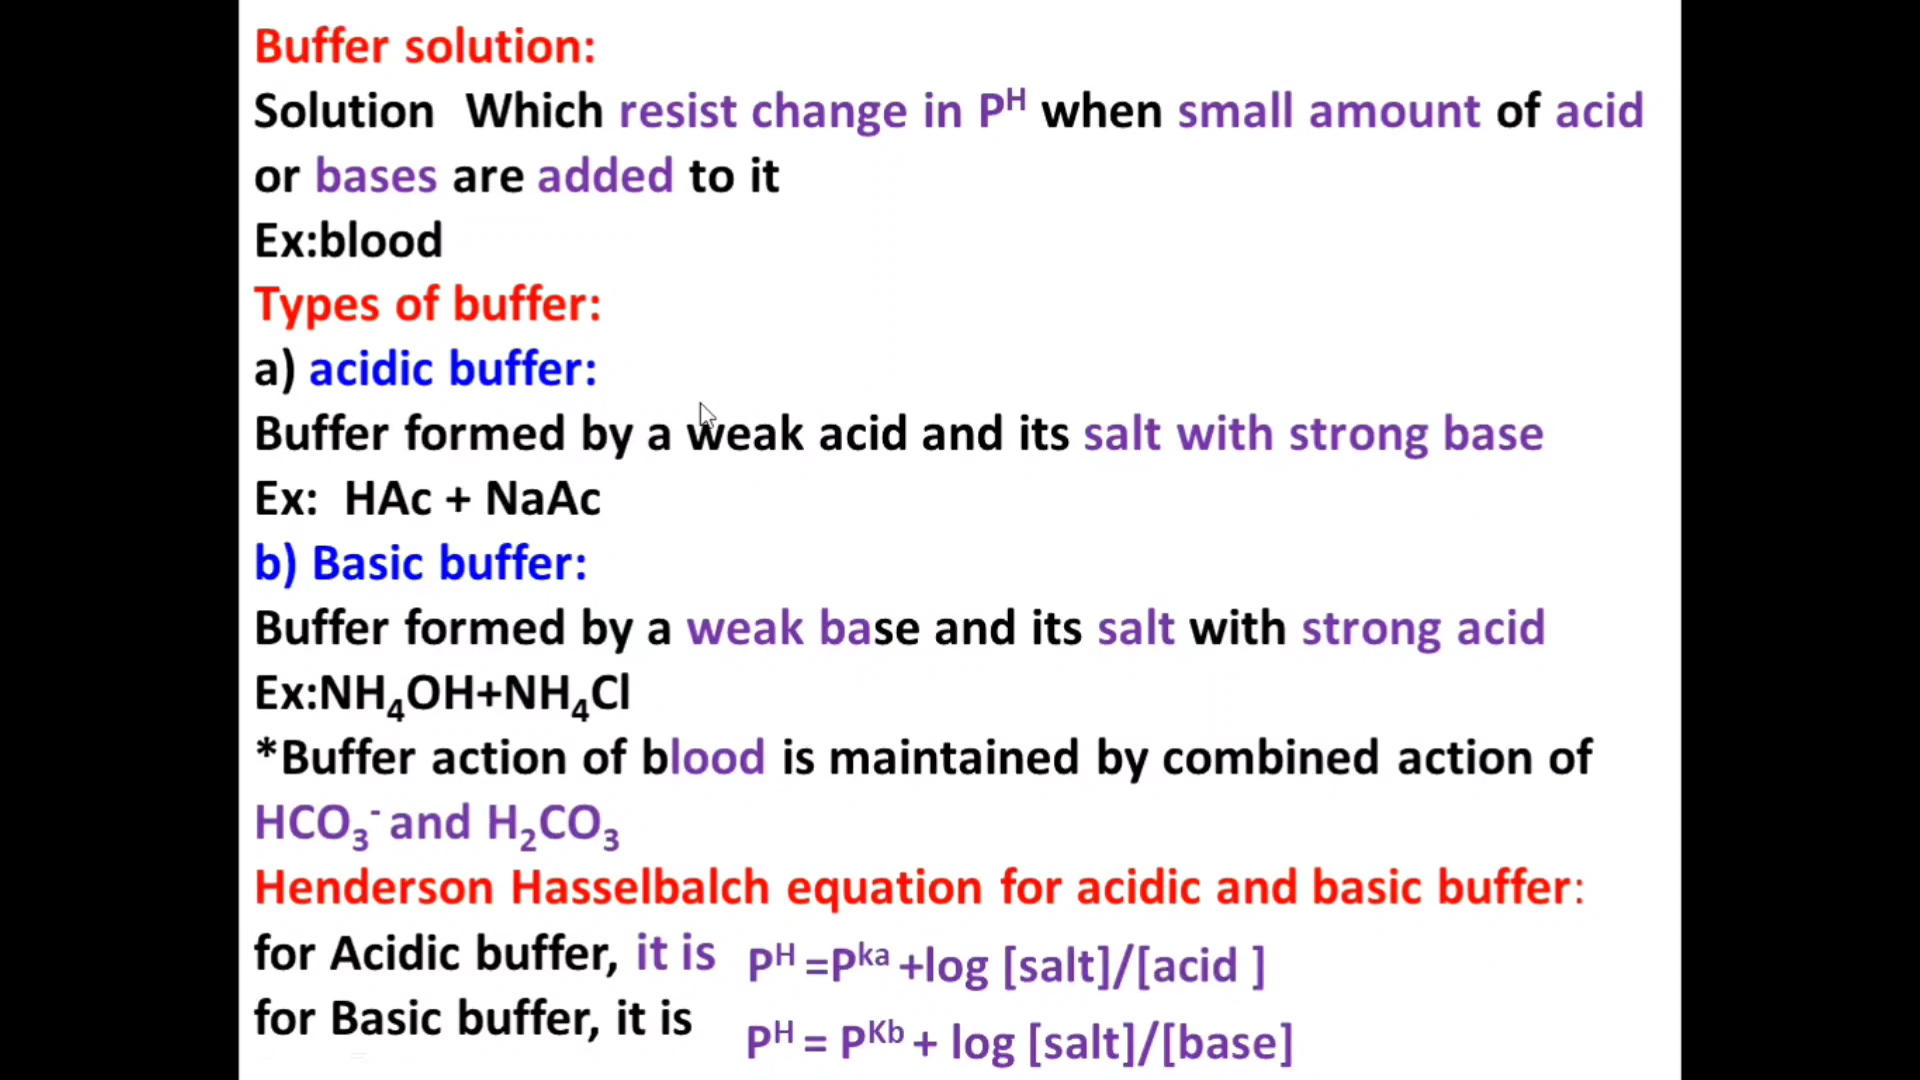 Buffer solution:
Solution Which resist change in Pᴴ when small amount of acid
or bases are added to it
Ex:blood
Types of buffer:
a) acidic buffer:
Buffer formed by a weak acid and its salt with strong base
Ex: HAc + NaAc
b) Basic buffer:
Buffer formed by a weak base and its salt with strong acid
Ex:NH₄OH+NH₄Cl
*Buffer action of blood is maintained by combined action of
HCO₃⁻ and H₂CO₃
Henderson Hasselbalch equation for acidic and basic buffer:
for Acidic buffer, it is Pᴴ =Pᵏᵃ +log [salt]/[acid ]
for Basic buffer, it is Pᴴ = Pᴷᵇ + log [salt]/[base]